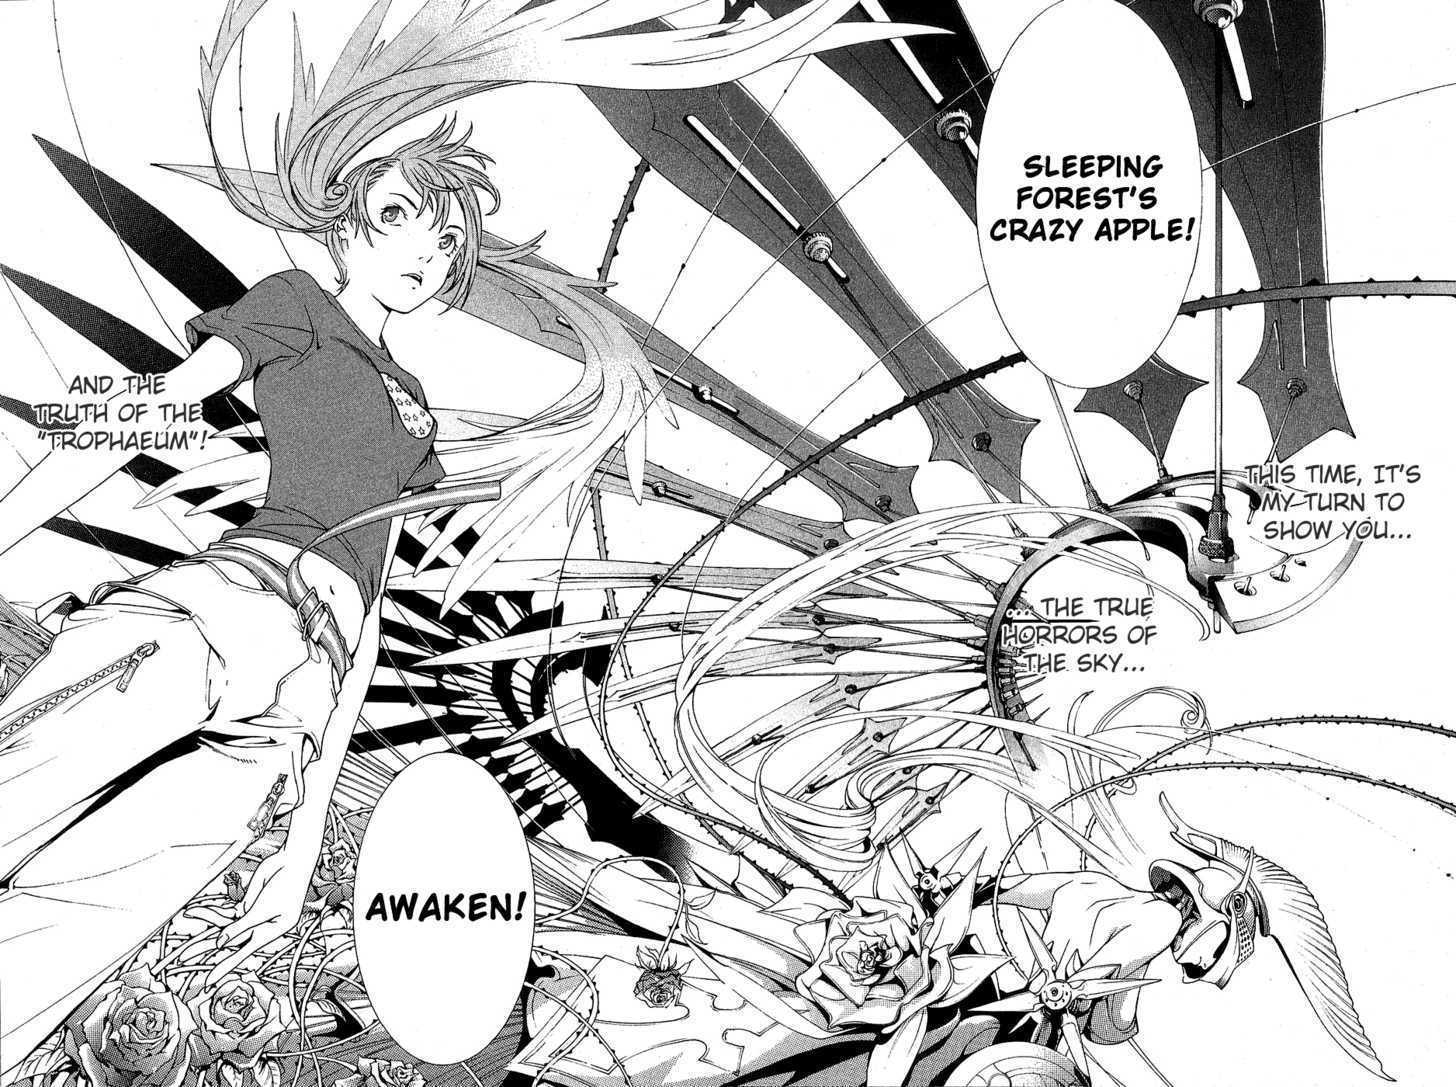 SLEEPING
FOREST'S
CRAZY APPLE!
THIS TIME, IT'S
MY TURN TO
SHOW YOU...
... THE TRUE
HORRORS OF
THE SKY...
AND THE
TRUTH OF THE
"TROPHAEUM"!
AWAKEN!